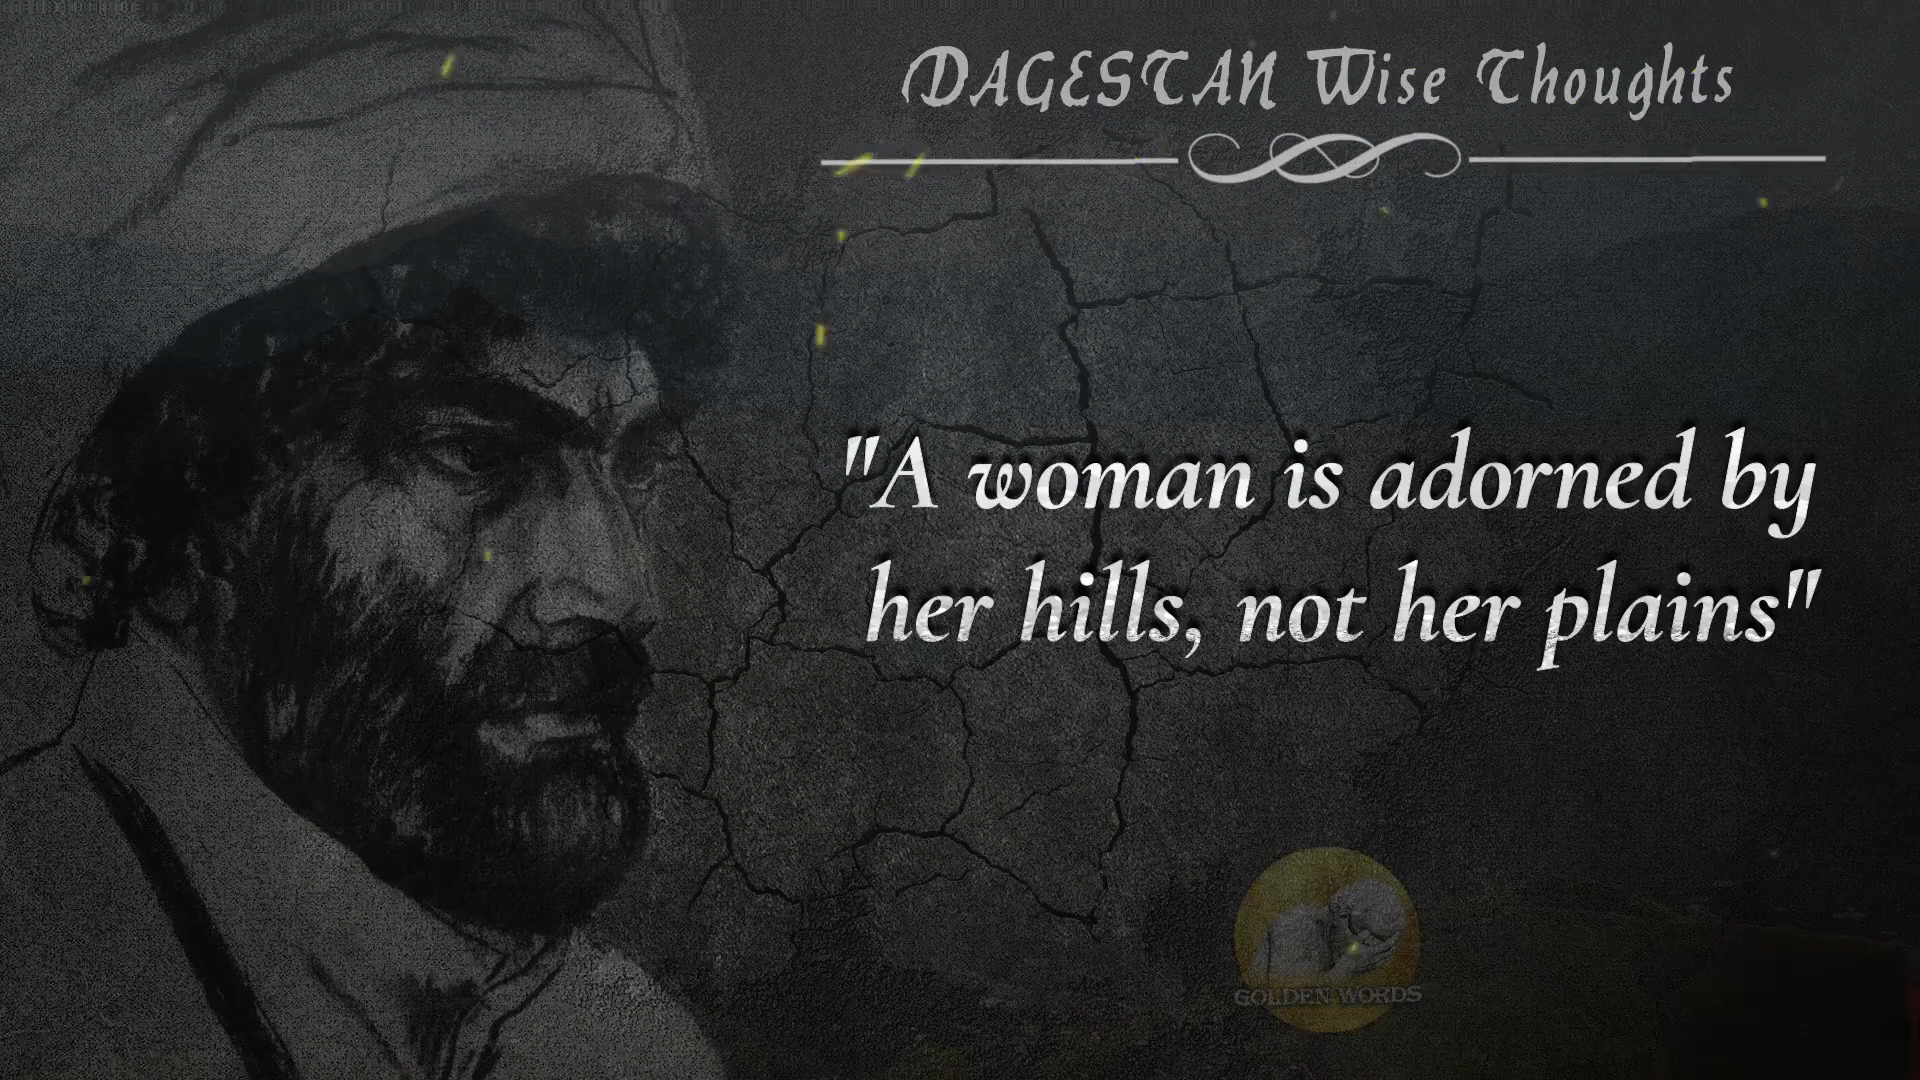 DAGESTAN Wise Thoughts
"A woman is adorned by
her hills, not her plains"
GOLDEN WORDS